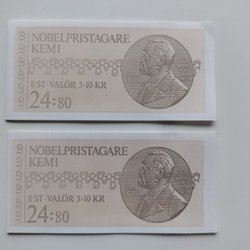 NOBELPRISTAGARE
KEMI
8 ST · VALÖR 3·10 KR
24:80
NOBELPRISTAGARE
KEMI
8 ST · VALÖR 3·10 KR
24:80